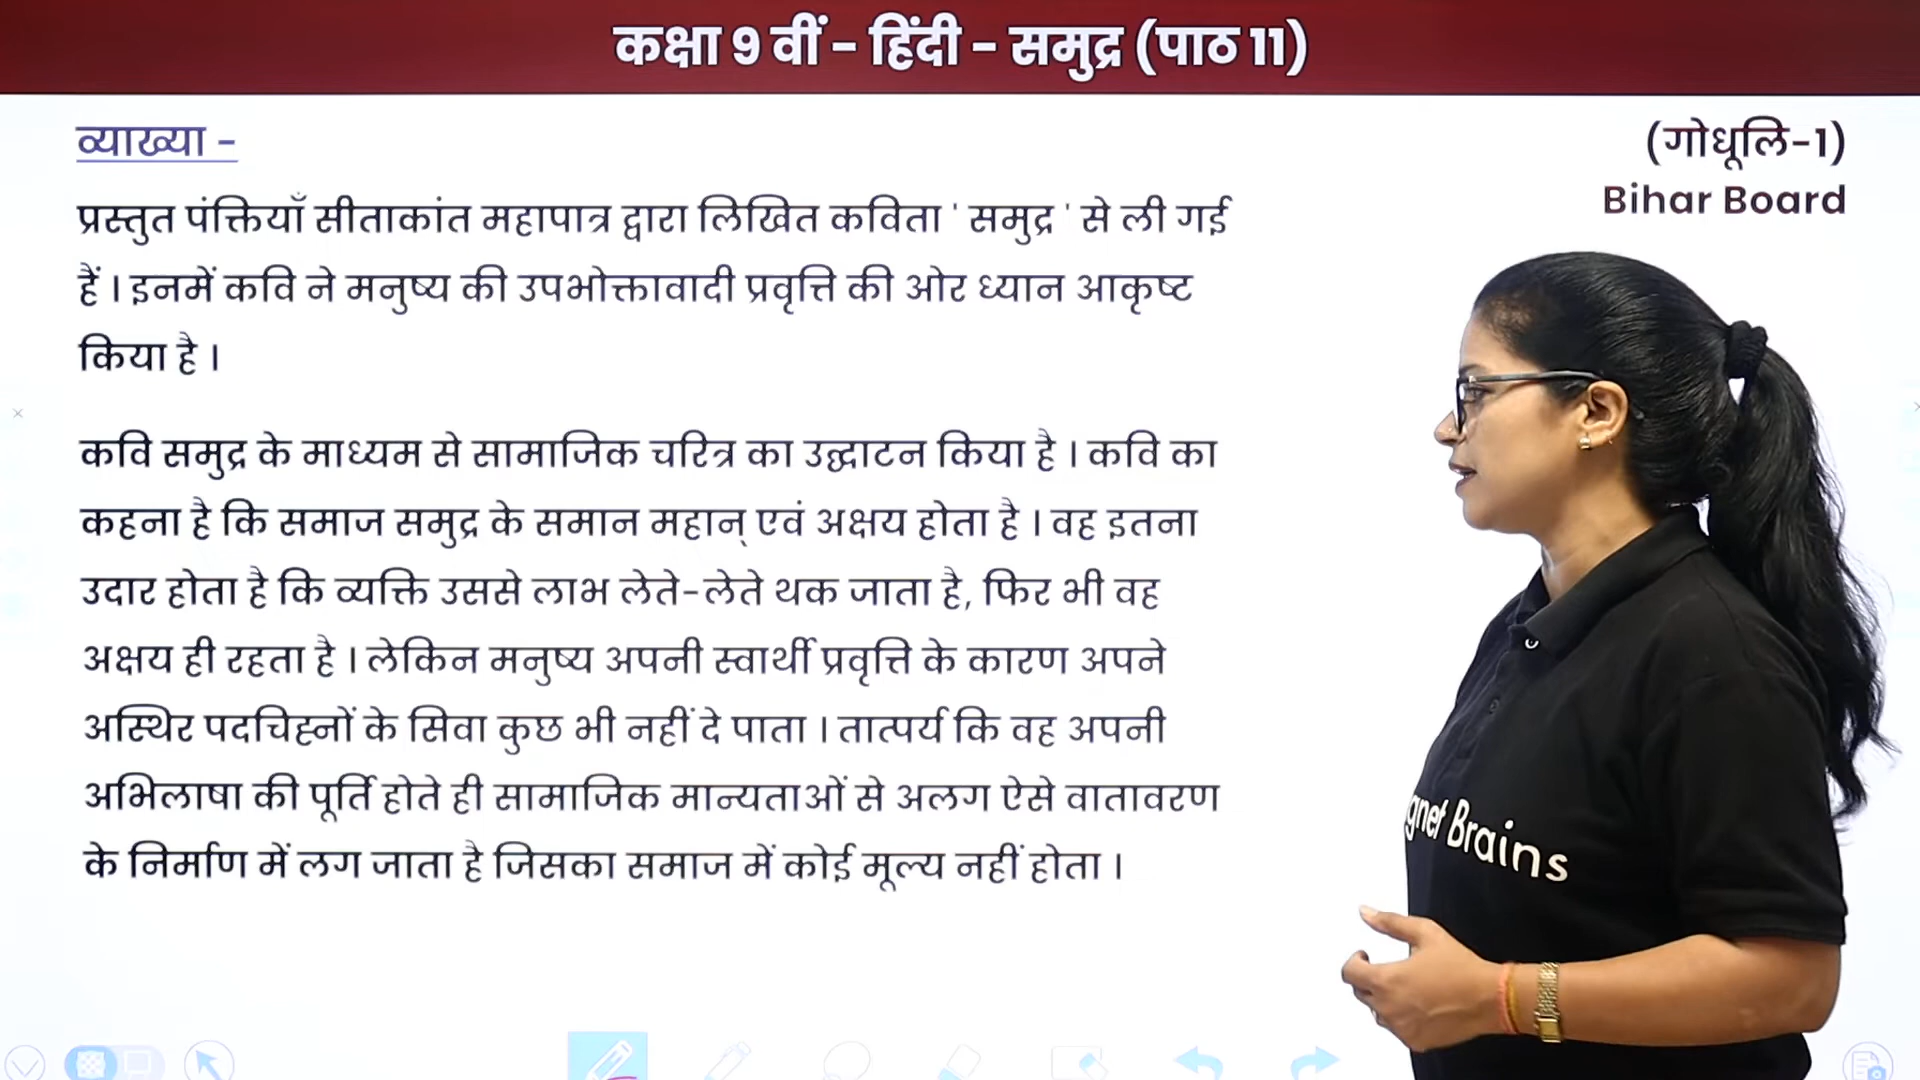 कक्षा 9 वीं - हिंदी - समुद्र (पाठ 11)
व्याख्या -
(गोधूलि-1)
Bihar Board
प्रस्तुत पंक्तियाँ सीताकांत महापात्र द्वारा लिखित कविता ' समुद्र ' से ली गई
हैं । इनमें कवि ने मनुष्य की उपभोक्तावादी प्रवृत्ति की ओर ध्यान आकृष्ट
किया है ।
कवि समुद्र के माध्यम से सामाजिक चरित्र का उद्घाटन किया है । कवि का
कहना है कि समाज समुद्र के समान महान् एवं अक्षय होता है । वह इतना
उदार होता है कि व्यक्ति उससे लाभ लेते-लेते थक जाता है, फिर भी वह
अक्षय ही रहता है । लेकिन मनुष्य अपनी स्वार्थी प्रवृत्ति के कारण अपने
अस्थिर पदचिह्नों के सिवा कुछ भी नहीं दे पाता । तात्पर्य कि वह अपनी
अभिलाषा की पूर्ति होते ही सामाजिक मान्यताओं से अलग ऐसे वातावरण
के निर्माण में लग जाता है जिसका समाज में कोई मूल्य नहीं होता ।
gnet Brains